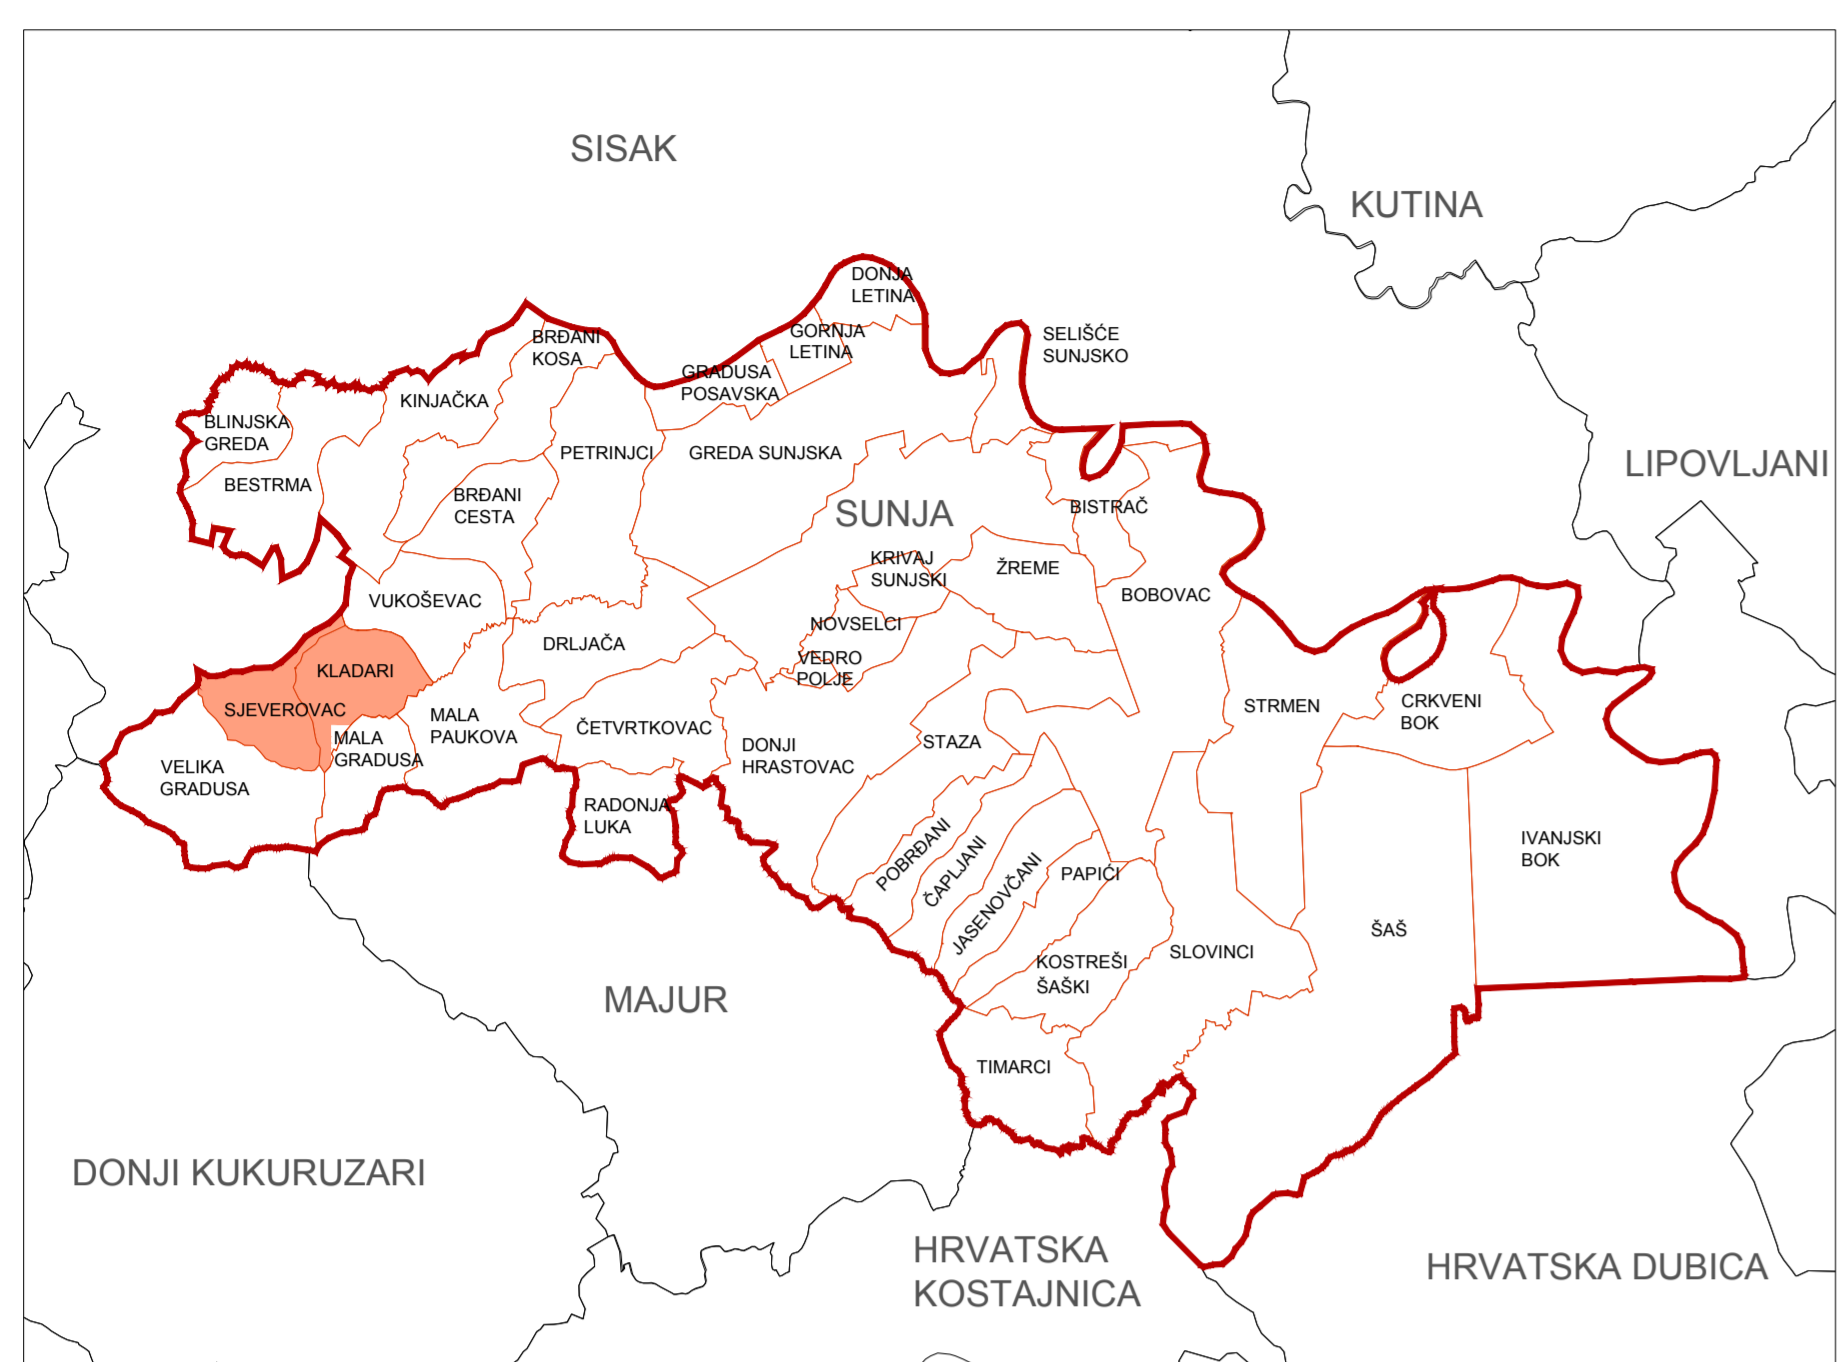 SISAK
KUTINA
DONJA
LETINA
BRĐANI
KOSA
GORNJA
LETINA
SELIŠĆE
SUNJSKO
GRADUSA
POSAVSKA
KINJAČKA
BLINJSKA
GREDA
PETRINJCI
GREDA SUNJSKA
LIPOVLJANI
BESTRMA
BRĐANI
CESTA
SUNJA
BISTRAČ
KRIVAJ
SUNJSKI
ŽREME
VUKOŠEVAC
BOBOVAC
NOVSELCI
DRLJAČA
VEDRO
POLJE
KLADARI
SJEVEROVAC
MALA
PAUKOVA
ČETVRTKOVAC
STRMEN
CRKVENI
BOK
MALA
GRADUSA
DONJI
HRASTOVAC
STAZA
VELIKA
GRADUSA
RADONJA
LUKA
IVANJSKI
BOK
POBRĐANI
ČAPLJANI
JASENOVČANI
PAPIĆI
ŠAŠ
SLOVINCI
KOSTREŠI
ŠAŠKI
MAJUR
TIMARCI
DONJI KUKURUZARI
HRVATSKA
KOSTAJNICA
HRVATSKA DUBICA